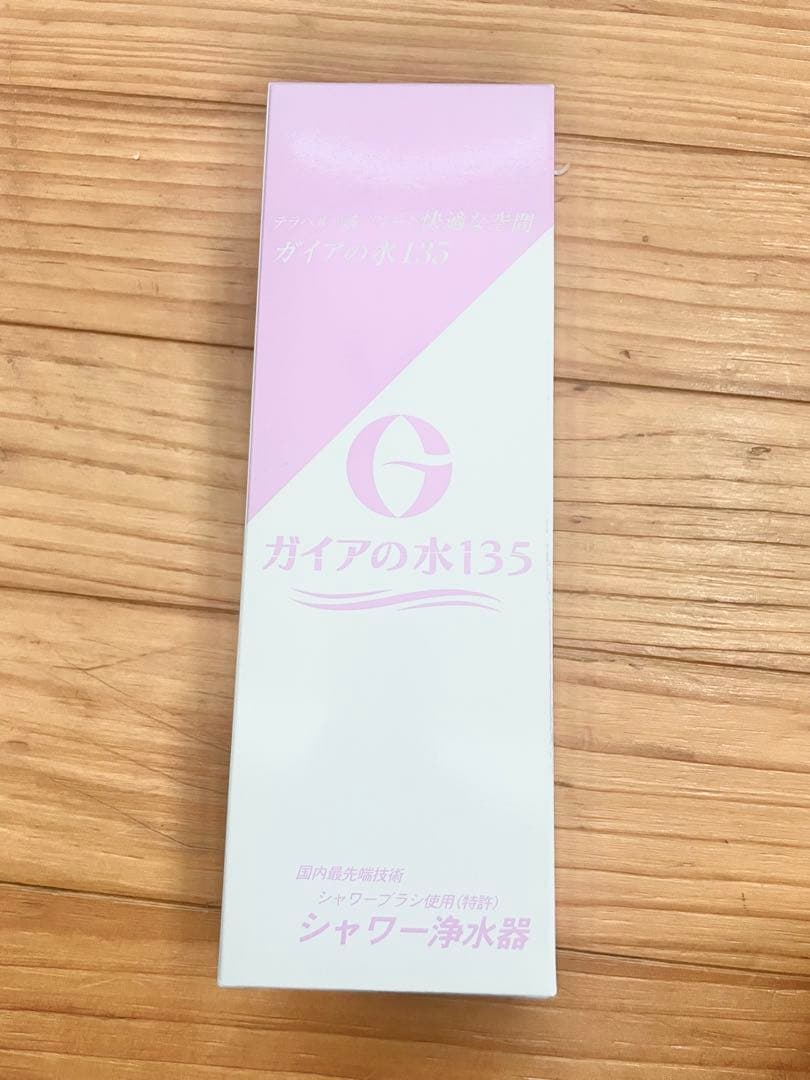 快適な空間
ガイアの水135
G
ガイアの水135
国内最先端技術
シャワーブラシ使用(特許)
シャワー浄水器